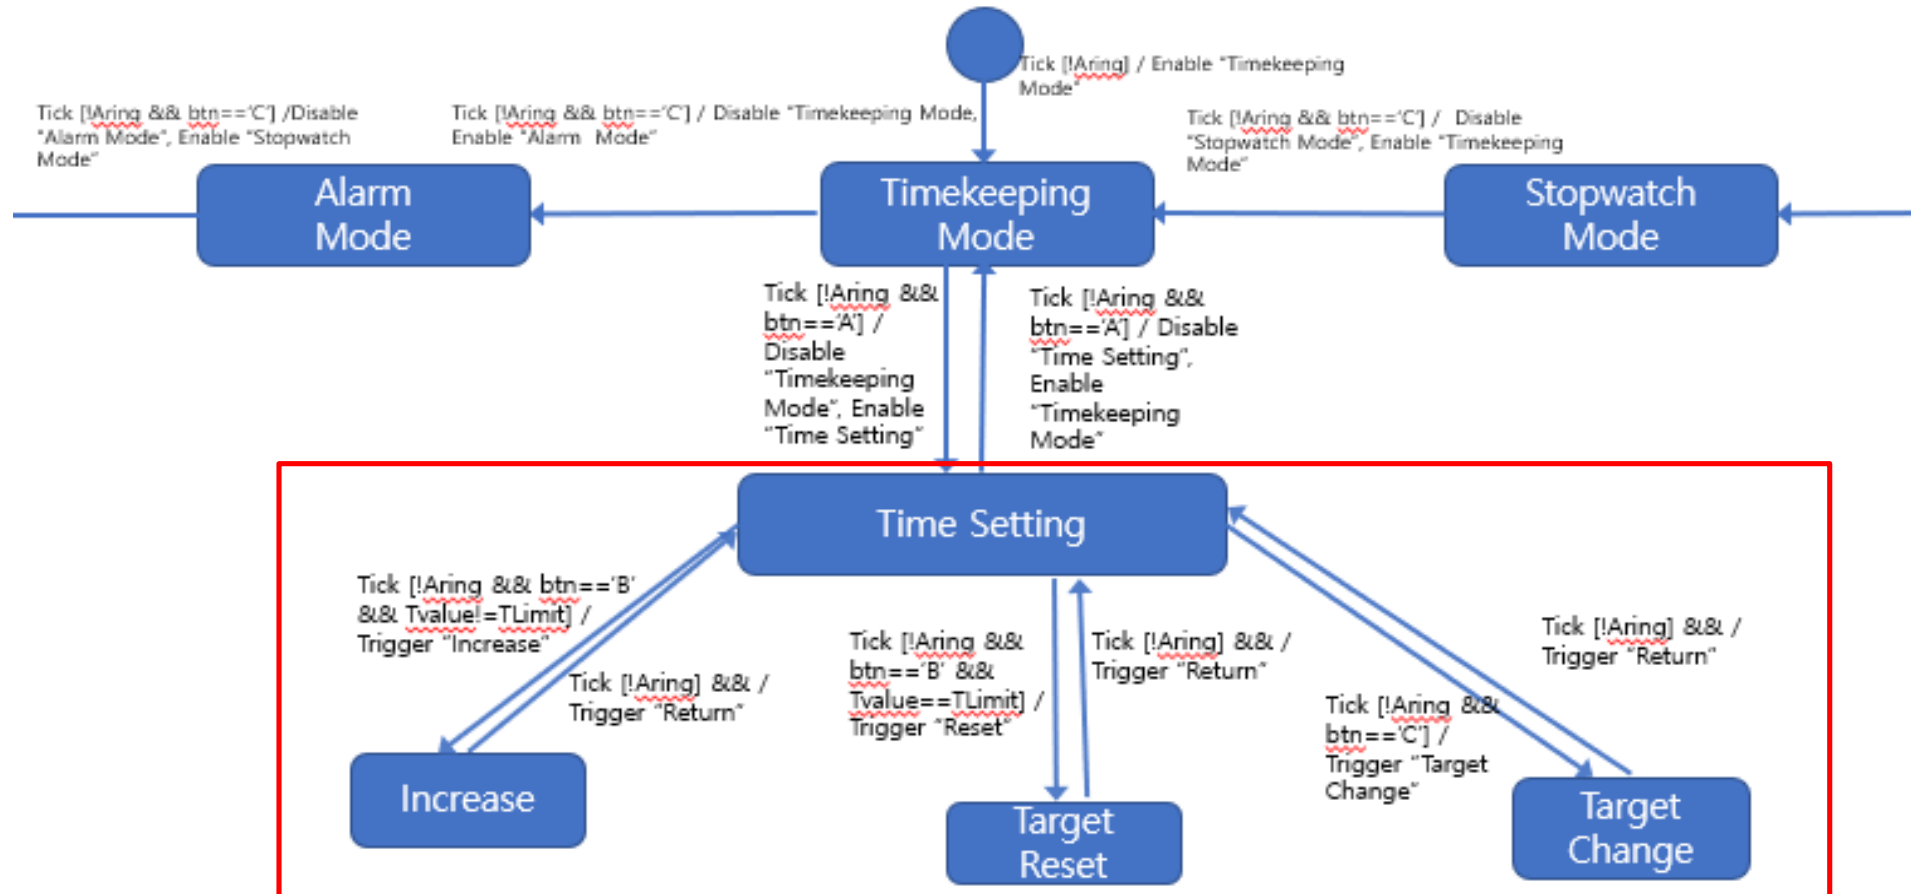 Tick [!Aring] / Enable "Timekeeping
Mode"
Tick [!Aring && btn=='C'] /Disable
"Alarm Mode", Enable "Stopwatch
Mode"
Tick [!Aring && btn=='C'] / Disable "Timekeeping Mode,
Enable "Alarm  Mode"
Tick [!Aring && btn=='C'] /  Disable
"Stopwatch Mode", Enable "Timekeeping
Mode"
Alarm
Mode
Timekeeping
Mode
Stopwatch
Mode
Tick [!Aring &&
btn=='A'] /
Disable
"Timekeeping
Mode", Enable
"Time Setting"
Tick [!Aring &&
btn=='A'] / Disable
"Time Setting",
Enable
"Timekeeping
Mode"
Time Setting
Tick [!Aring && btn=='B'
&& Tvalue!=TLimit] /
Trigger "Increase"
Tick [!Aring] && /
Trigger "Return"
Tick [!Aring &&
btn=='B' &&
Tvalue==TLimit] /
Trigger "Reset"
Tick [!Aring] && /
Trigger "Return"
Tick [!Aring &&
btn=='C'] /
Trigger "Target
Change"
Tick [!Aring] && /
Trigger "Return"
Increase
Target
Reset
Target
Change